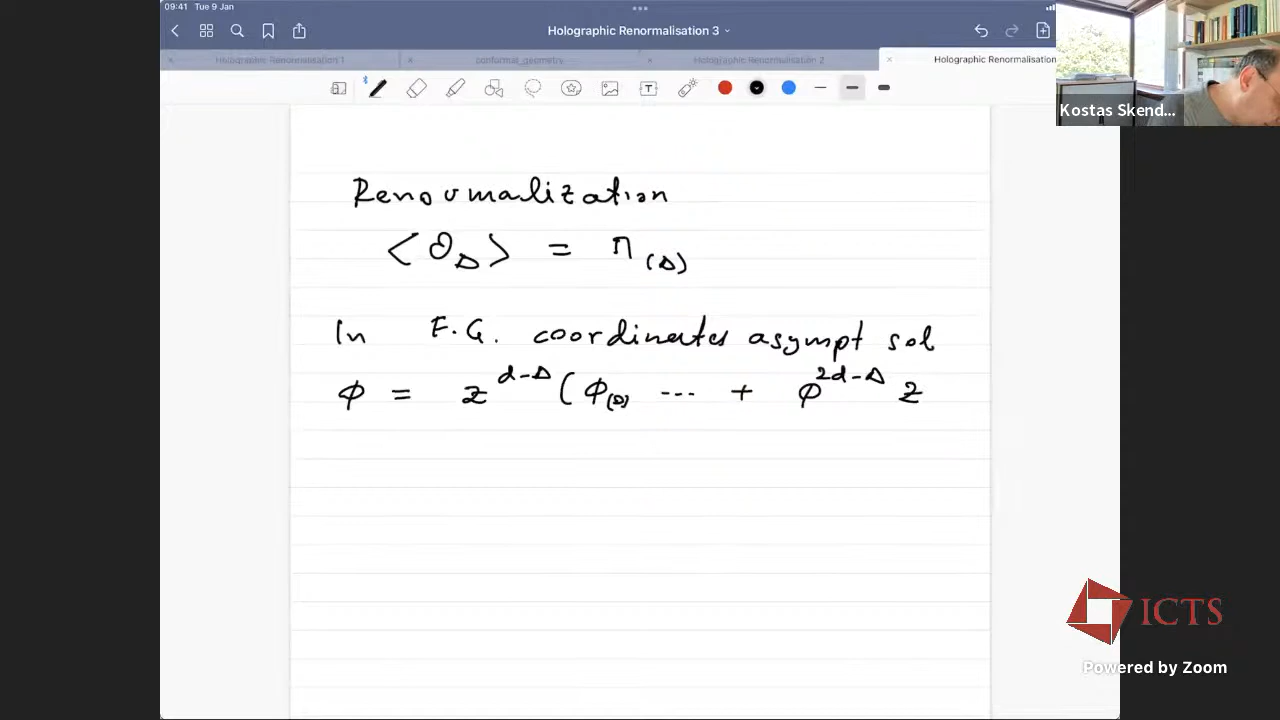 09:41 Tue 9 Jan
Holographic Renormalisation 3
Holographic Renormalisation 1
conformal_geometry
Holographic Renormalisation 2
Holographic Renormalisation
Kostas Skend...
Renormalization
< O_Δ > = π_(Δ)
In F.G. coordinates asympt sol
φ = z^{d-Δ} ( φ_(0) ... + φ^{2d-Δ} z
ICTS
Powered by Zoom